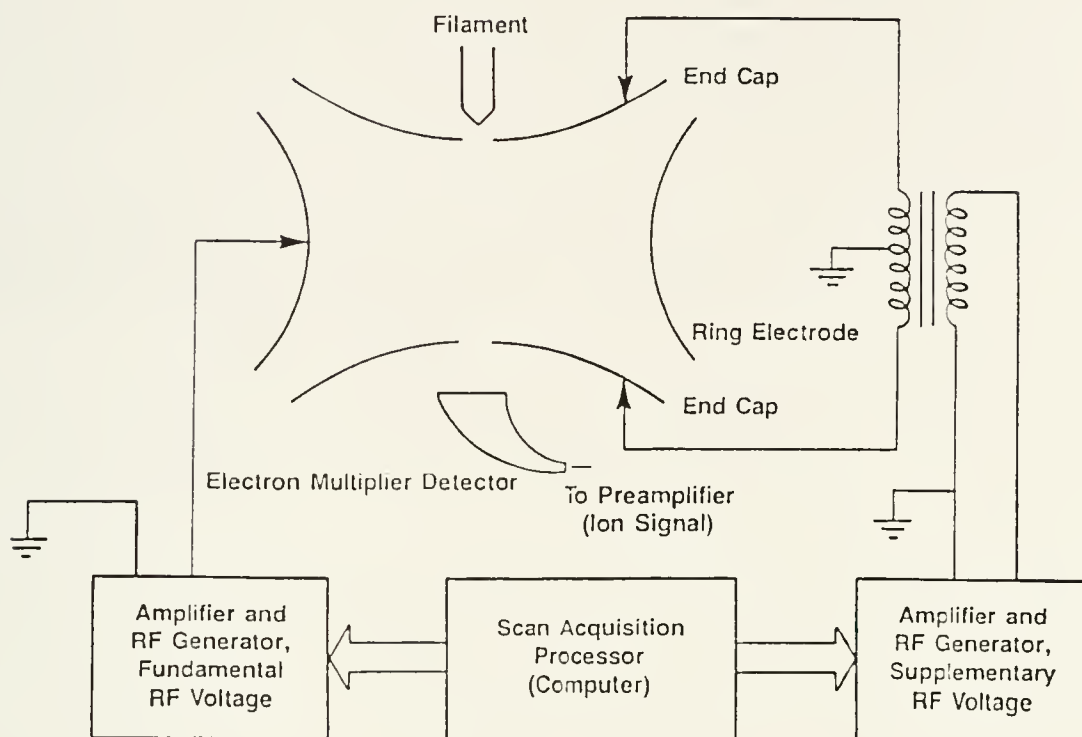 Filament
End Cap
Ring Electrode
End Cap
Electron Multiplier Detector
To Preamplifier
(Ion Signal)
Amplifier and
RF Generator,
Fundamental
RF Voltage
Scan Acquisition
Processor
(Computer)
Amplifier and
RF Generator,
Supplementary
RF Voltage